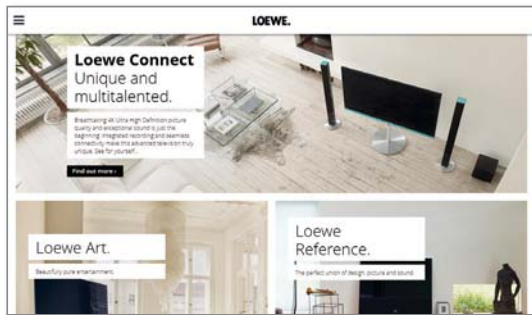 LOEWE.
Loewe Connect
Unique and
multitalented.
Breathtaking 4K Ultra High Definition picture
quality and exceptional sound is just the
beginning. Integrated recording and seamless
connectivity make this advanced television truly
unique. See for yourself...
Find out more ›
Loewe Art.
Beautifully pure entertainment.
Loewe
Reference.
The perfect union of design, picture and sound.